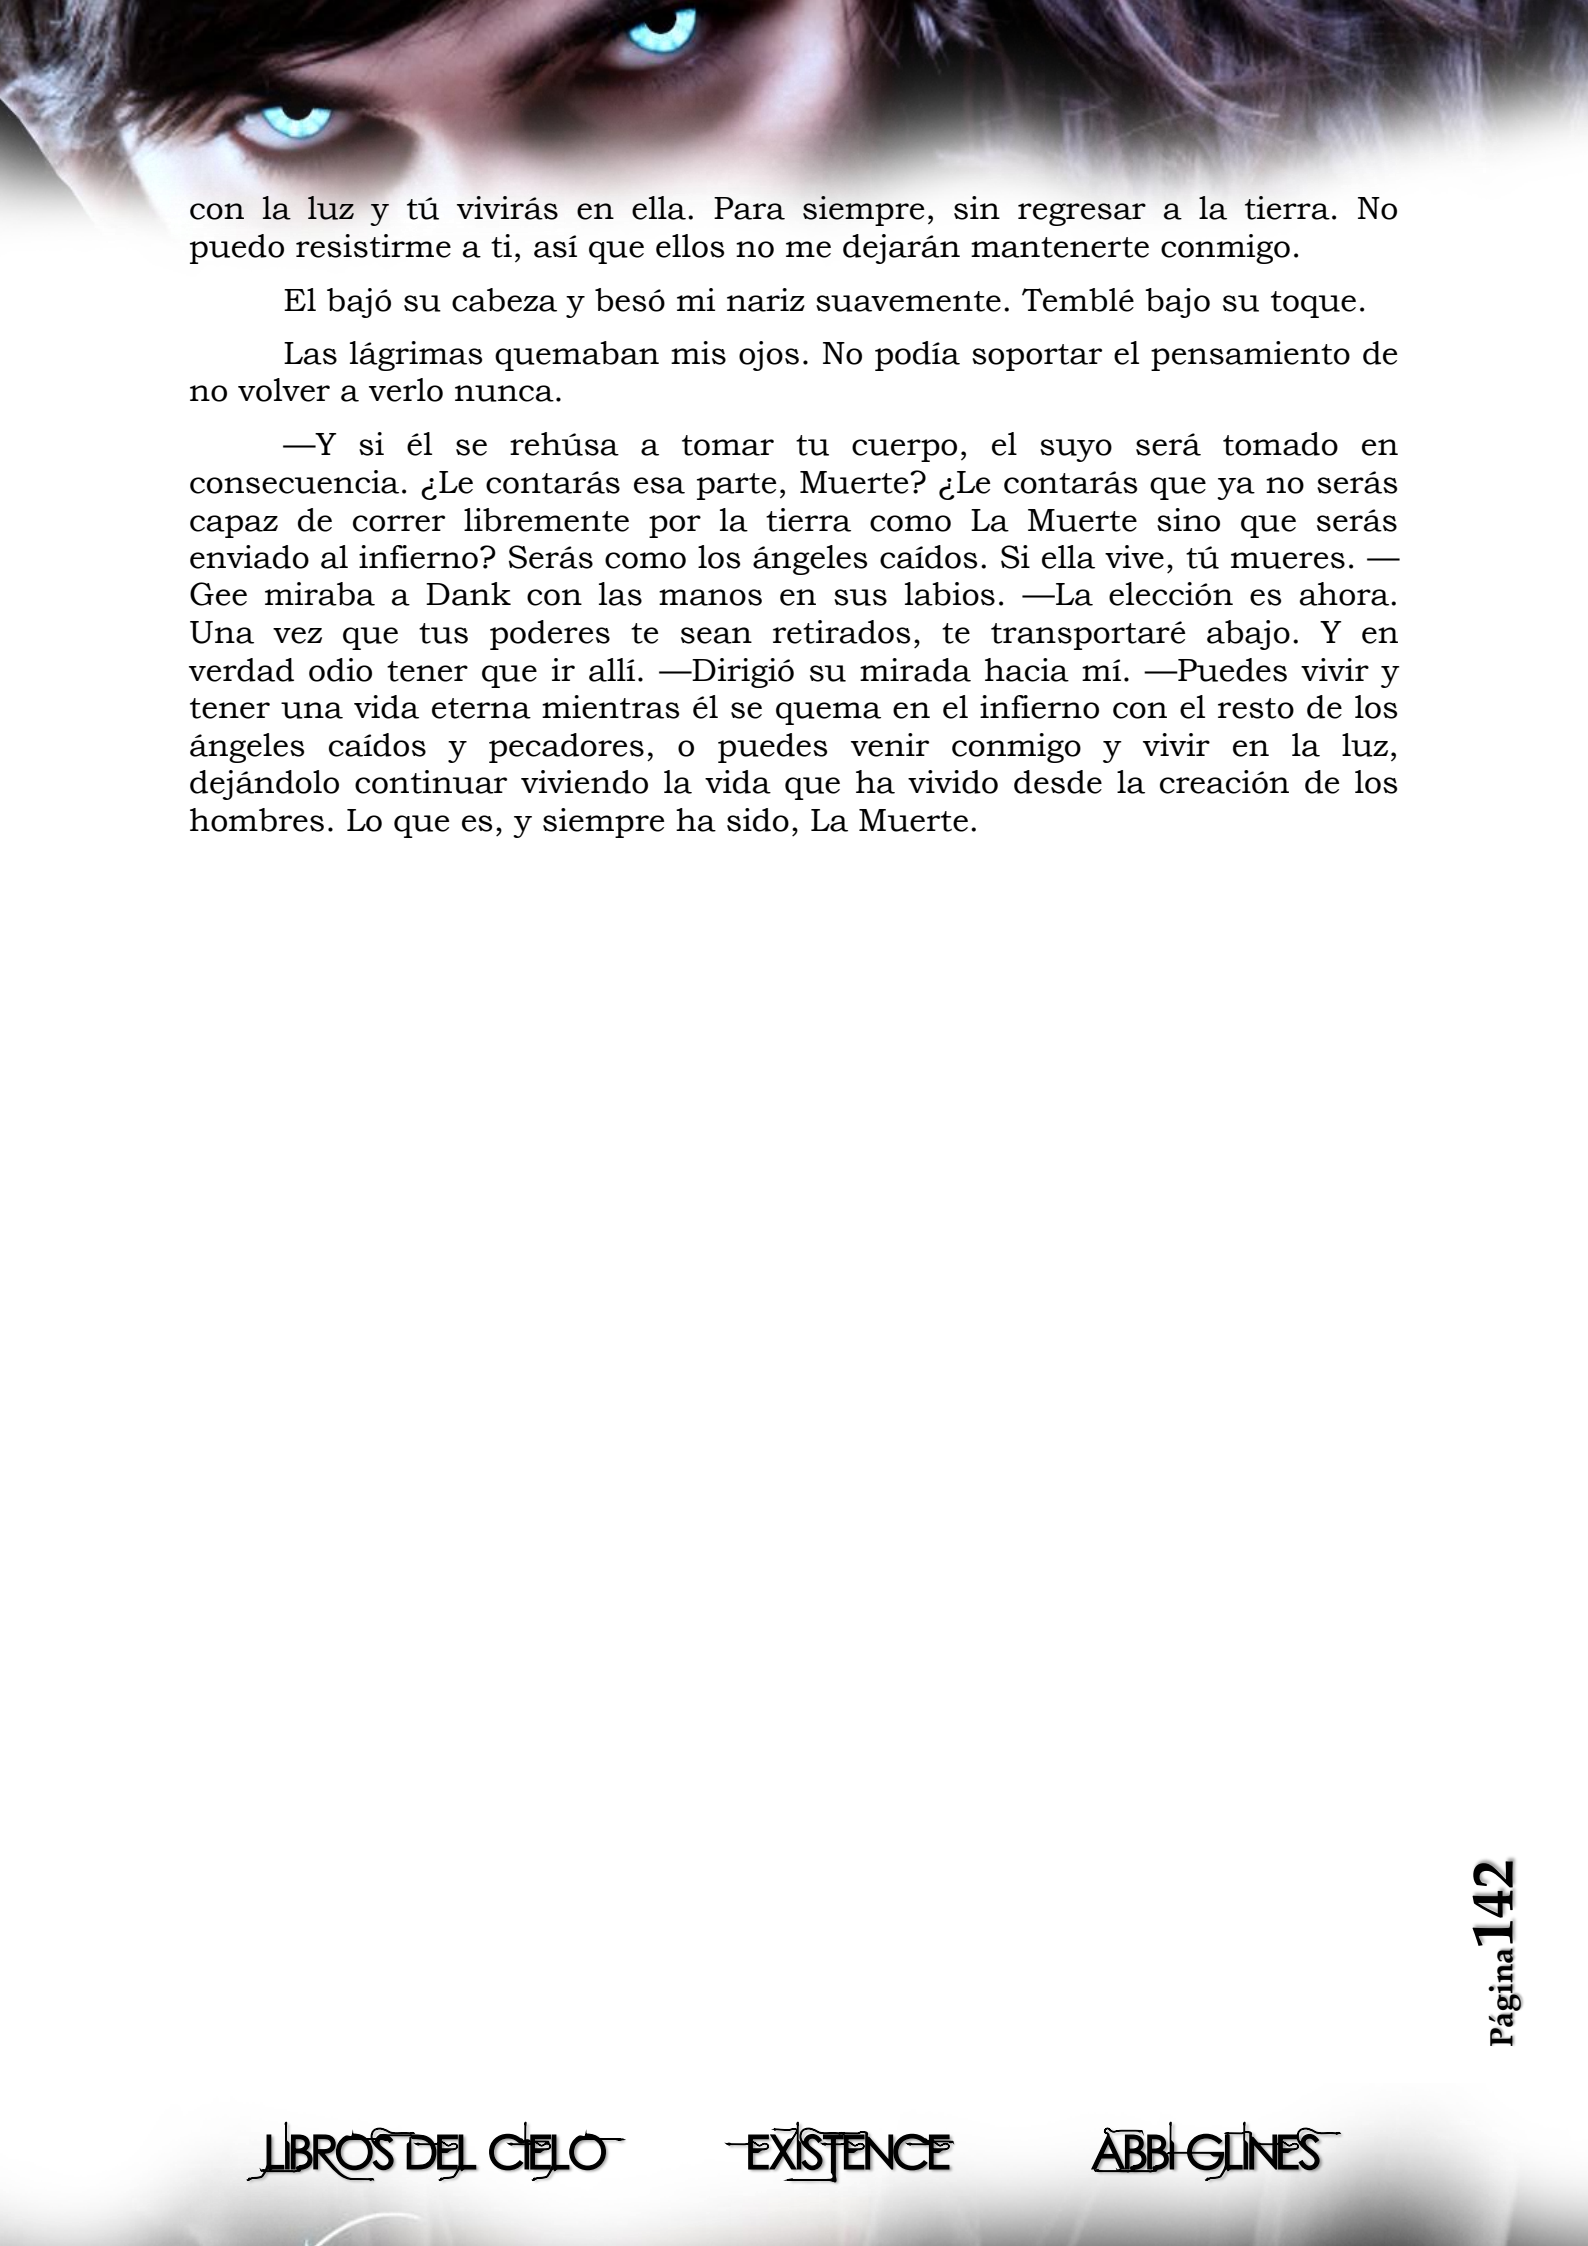 con la luz y tú vivirás en ella. Para siempre, sin regresar a la tierra. No
puedo resistirme a ti, así que ellos no me dejarán mantenerte conmigo.
El bajó su cabeza y besó mi nariz suavemente. Temblé bajo su toque.
Las lágrimas quemaban mis ojos. No podía soportar el pensamiento de
no volver a verlo nunca.
—Y si él se rehúsa a tomar tu cuerpo, el suyo será tomado en
consecuencia. ¿Le contarás esa parte, Muerte? ¿Le contarás que ya no serás
capaz de correr libremente por la tierra como La Muerte sino que serás
enviado al infierno? Serás como los ángeles caídos. Si ella vive, tú mueres. —
Gee miraba a Dank con las manos en sus labios. —La elección es ahora.
Una vez que tus poderes te sean retirados, te transportaré abajo. Y en
verdad odio tener que ir allí. —Dirigió su mirada hacia mí. —Puedes vivir y
tener una vida eterna mientras él se quema en el infierno con el resto de los
ángeles caídos y pecadores, o puedes venir conmigo y vivir en la luz,
dejándolo continuar viviendo la vida que ha vivido desde la creación de los
hombres. Lo que es, y siempre ha sido, La Muerte.
Página142
LIBROS DEL CIELO EXISTENCE ABBI GLINES